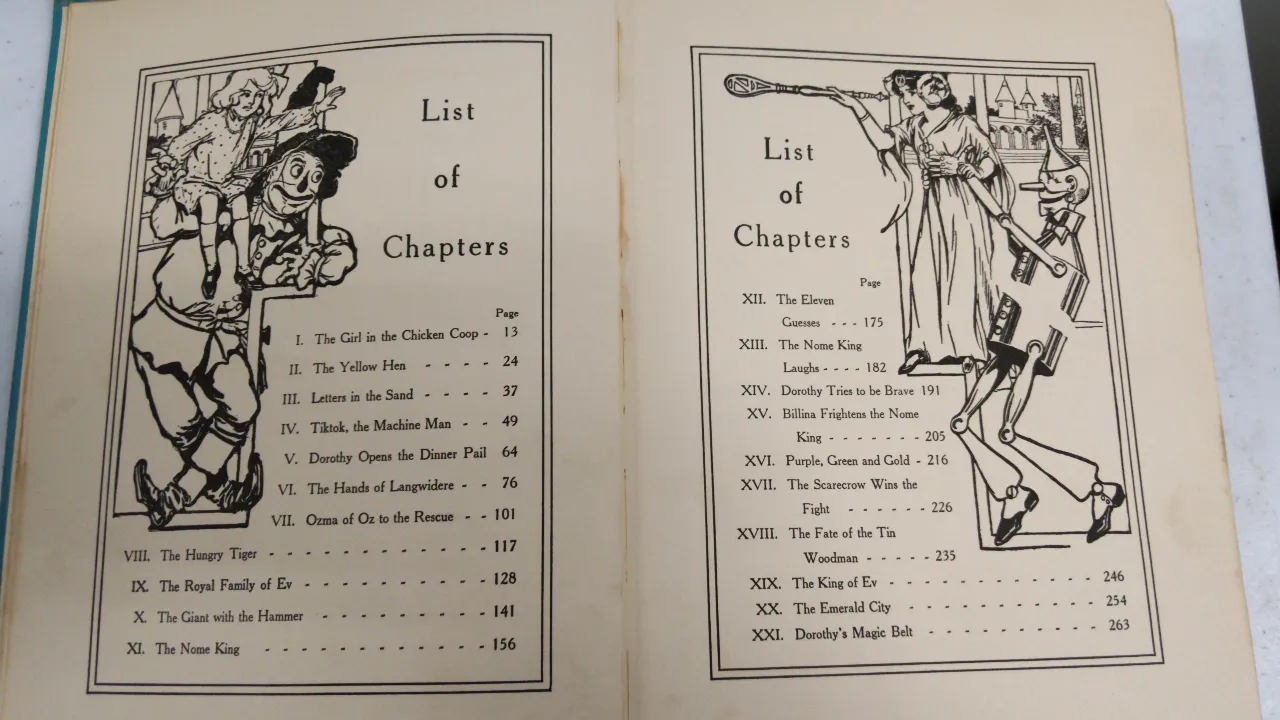 List
of
Chapters
Page
I. The Girl in the Chicken Coop - 13
II. The Yellow Hen - - - - 24
III. Letters in the Sand - - - - 37
IV. Tiktok, the Machine Man - - 49
V. Dorothy Opens the Dinner Pail 64
VI. The Hands of Langwidere - - 76
VII. Ozma of Oz to the Rescue - - 101
VIII. The Hungry Tiger - - - - - - - - - - - - 117
IX. The Royal Family of Ev - - - - - - - - - - 128
X. The Giant with the Hammer - - - - - - - - - 141
XI. The Nome King - - - - - - - - - - - - 156
List
of
Chapters
Page
XII. The Eleven
Guesses - - - 175
XIII. The Nome King
Laughs - - - - 182
XIV. Dorothy Tries to be Brave 191
XV. Billina Frightens the Nome
King - - - - - - - 205
XVI. Purple, Green and Gold - 216
XVII. The Scarecrow Wins the
Fight - - - - - - 226
XVIII. The Fate of the Tin
Woodman - - - - - 235
XIX. The King of Ev - - - - - - - - - - - - 246
XX. The Emerald City - - - - - - - - - - - 254
XXI. Dorothy's Magic Belt - - - - - - - - - - 263